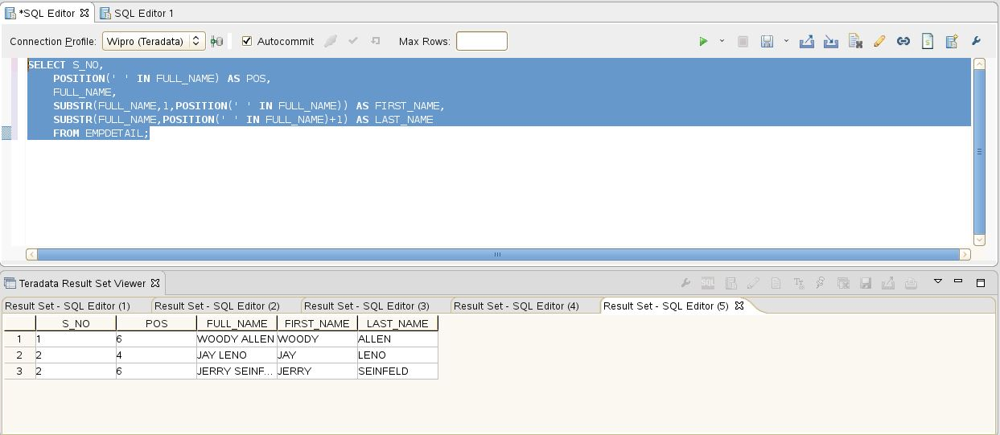 *SQL Editor SQL Editor 1
Connection Profile: Wipro (Teradata) Autocommit Max Rows:
SELECT S_NO,
POSITION(' ' IN FULL_NAME) AS POS,
FULL_NAME,
SUBSTR(FULL_NAME,1,POSITION(' ' IN FULL_NAME)) AS FIRST_NAME,
SUBSTR(FULL_NAME,POSITION(' ' IN FULL_NAME)+1) AS LAST_NAME
FROM EMPDETAIL;
Teradata Result Set Viewer SQL
Result Set - SQL Editor (1) Result Set - SQL Editor (2) Result Set - SQL Editor (3) Result Set - SQL Editor (4) Result Set - SQL Editor (5)
S_NO POS FULL_NAME FIRST_NAME LAST_NAME
1 1 6 WOODY ALLEN WOODY ALLEN
2 2 4 JAY LENO JAY LENO
3 2 6 JERRY SEINF... JERRY SEINFELD